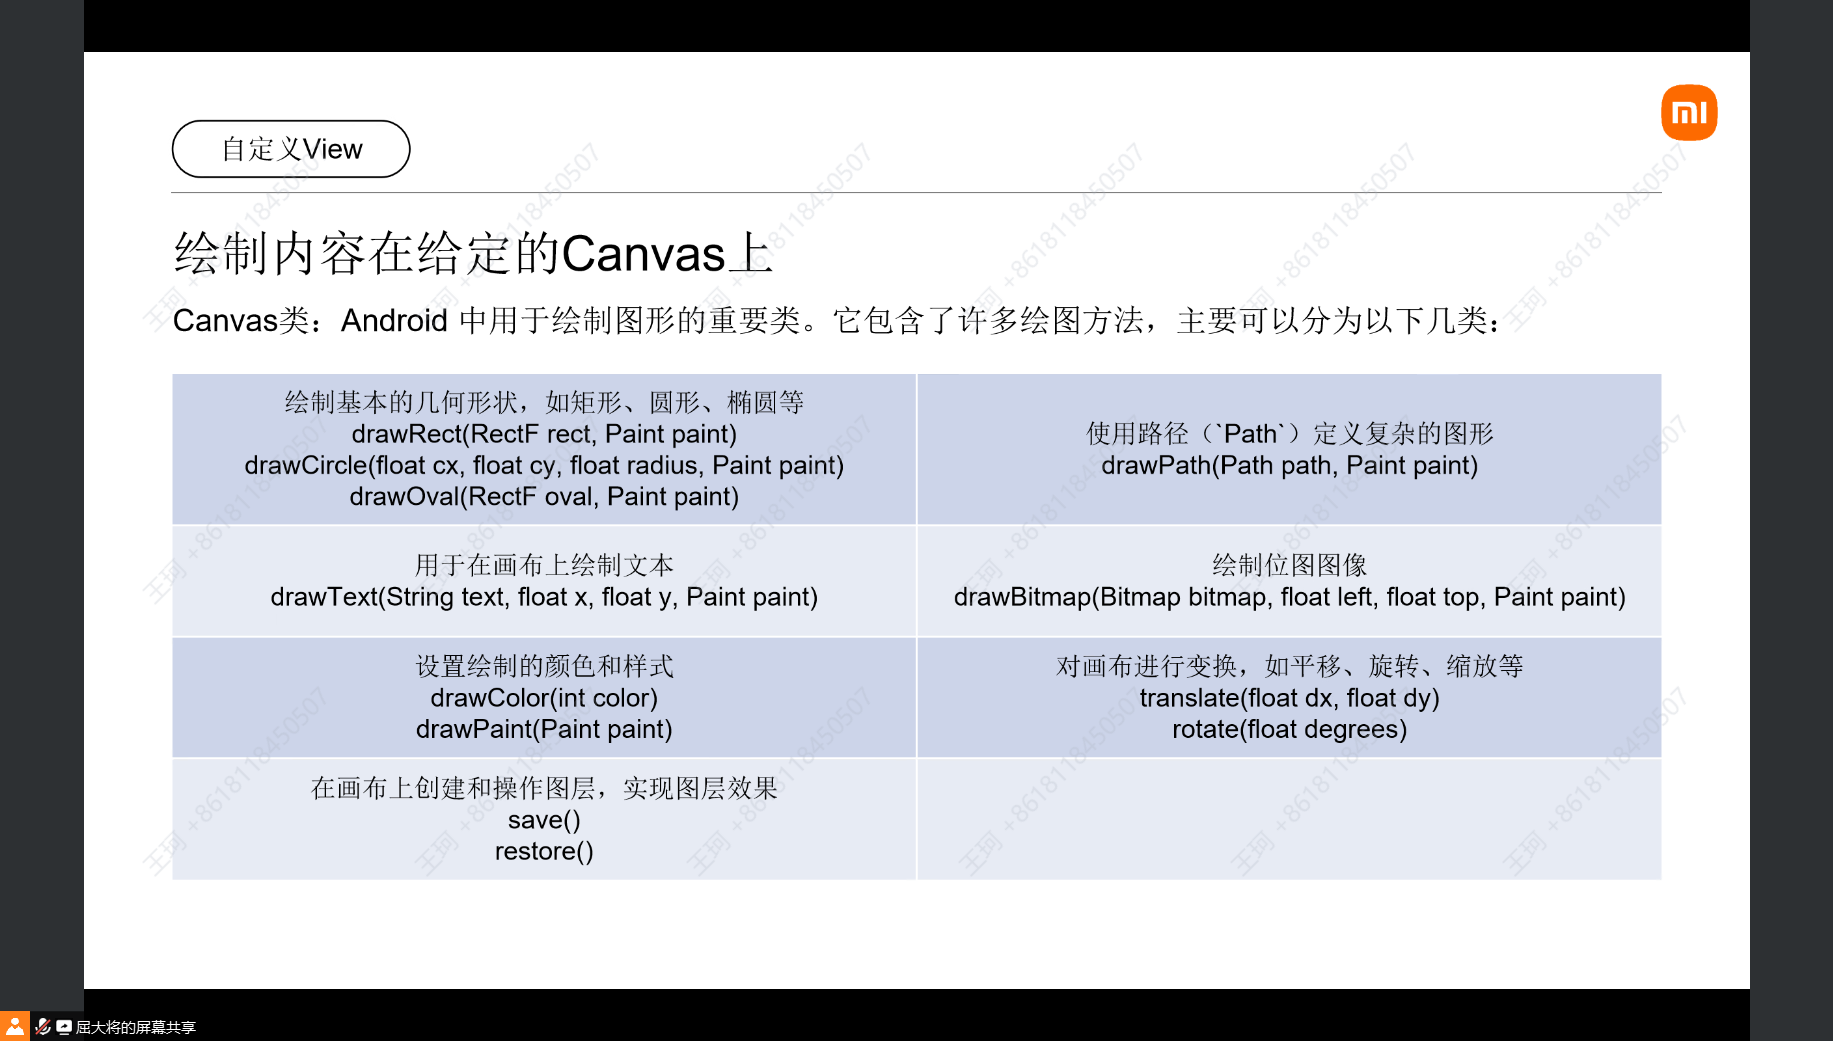 mi
自定义View
绘制内容在给定的Canvas上
Canvas类：Android 中用于绘制图形的重要类。它包含了许多绘图方法，主要可以分为以下几类：
绘制基本的几何形状，如矩形、圆形、椭圆等
drawRect(RectF rect, Paint paint)
drawCircle(float cx, float cy, float radius, Paint paint)
drawOval(RectF oval, Paint paint)
使用路径（`Path`）定义复杂的图形
drawPath(Path path, Paint paint)
用于在画布上绘制文本
drawText(String text, float x, float y, Paint paint)
绘制位图图像
drawBitmap(Bitmap bitmap, float left, float top, Paint paint)
设置绘制的颜色和样式
drawColor(int color)
drawPaint(Paint paint)
对画布进行变换，如平移、旋转、缩放等
translate(float dx, float dy)
rotate(float degrees)
在画布上创建和操作图层，实现图层效果
save()
restore()
王珂 +8618118450507
屈大将的屏幕共享